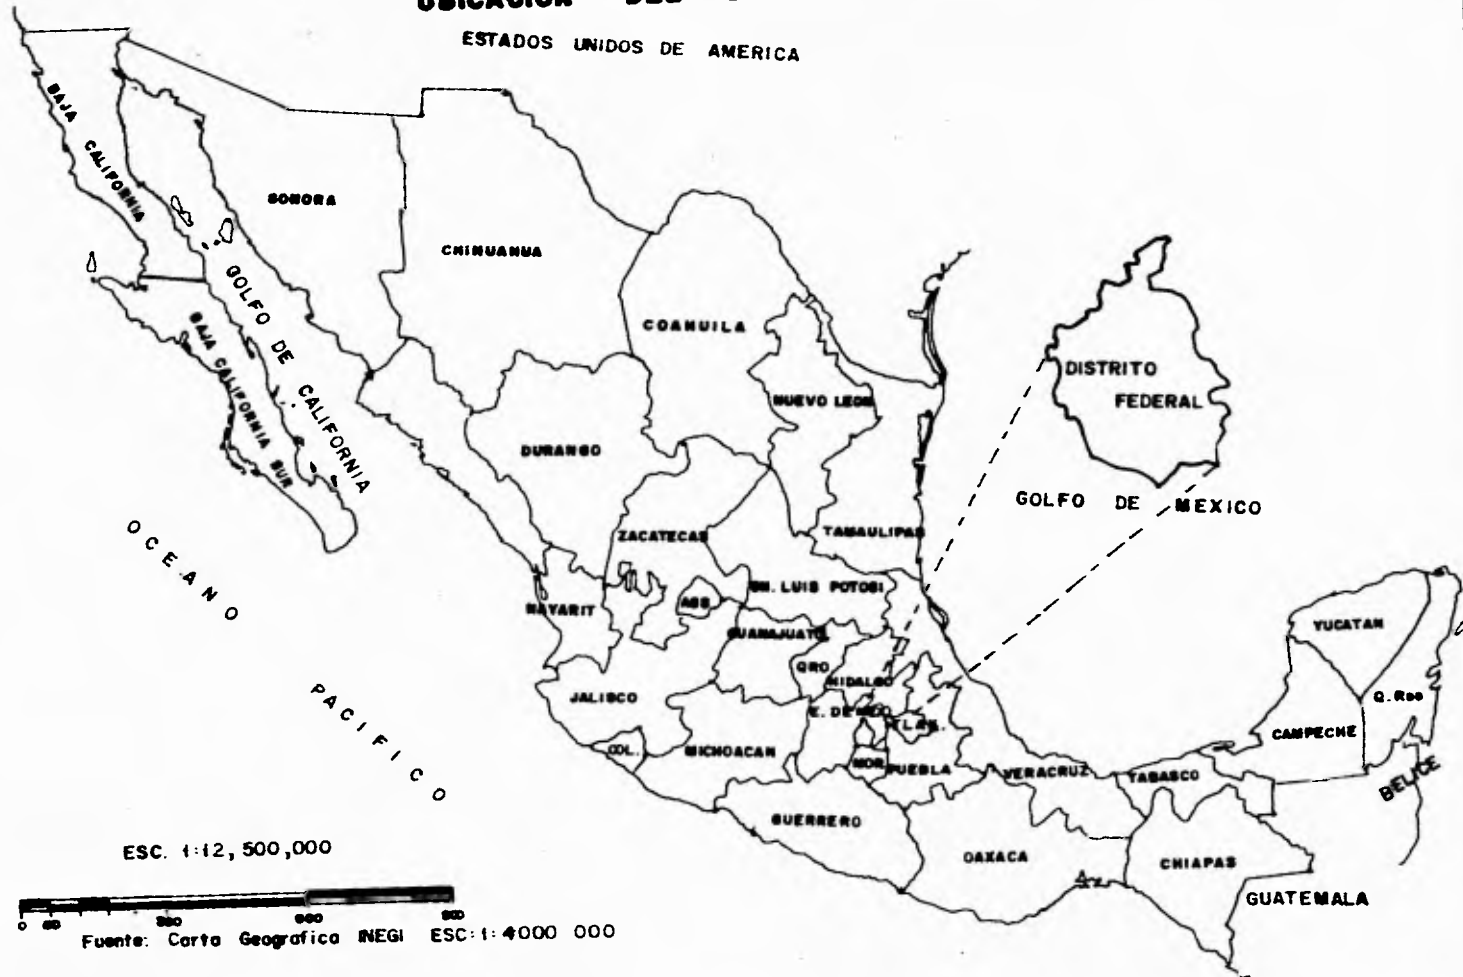 UBICACION DEL
ESTADOS UNIDOS DE AMERICA
BAJA CALIFORNIA
SONORA
CHIHUAHUA
GOLFO DE CALIFORNIA
BAJA CALIFORNIA SUR
COAHUILA
NUEVO LEON
DISTRITO
FEDERAL
DURANGO
GOLFO DE MEXICO
OCEANO
PACIFICO
ZACATECAS
TAMAULIPAS
NAYARIT
AGS.
SN. LUIS POTOSI
GUANAJUATO
QRO
HIDALGO
JALISCO
E. DE MEX.
TLAX.
COL.
MICHOACAN
MOR.
PUEBLA
VERACRUZ
TABASCO
YUCATAN
Q. Roo
CAMPECHE
BELICE
GUERRERO
OAXACA
CHIAPAS
GUATEMALA
ESC. 1:12,500,000
0
Fuente: Carta Geografica INEGI ESC:1:4000 000